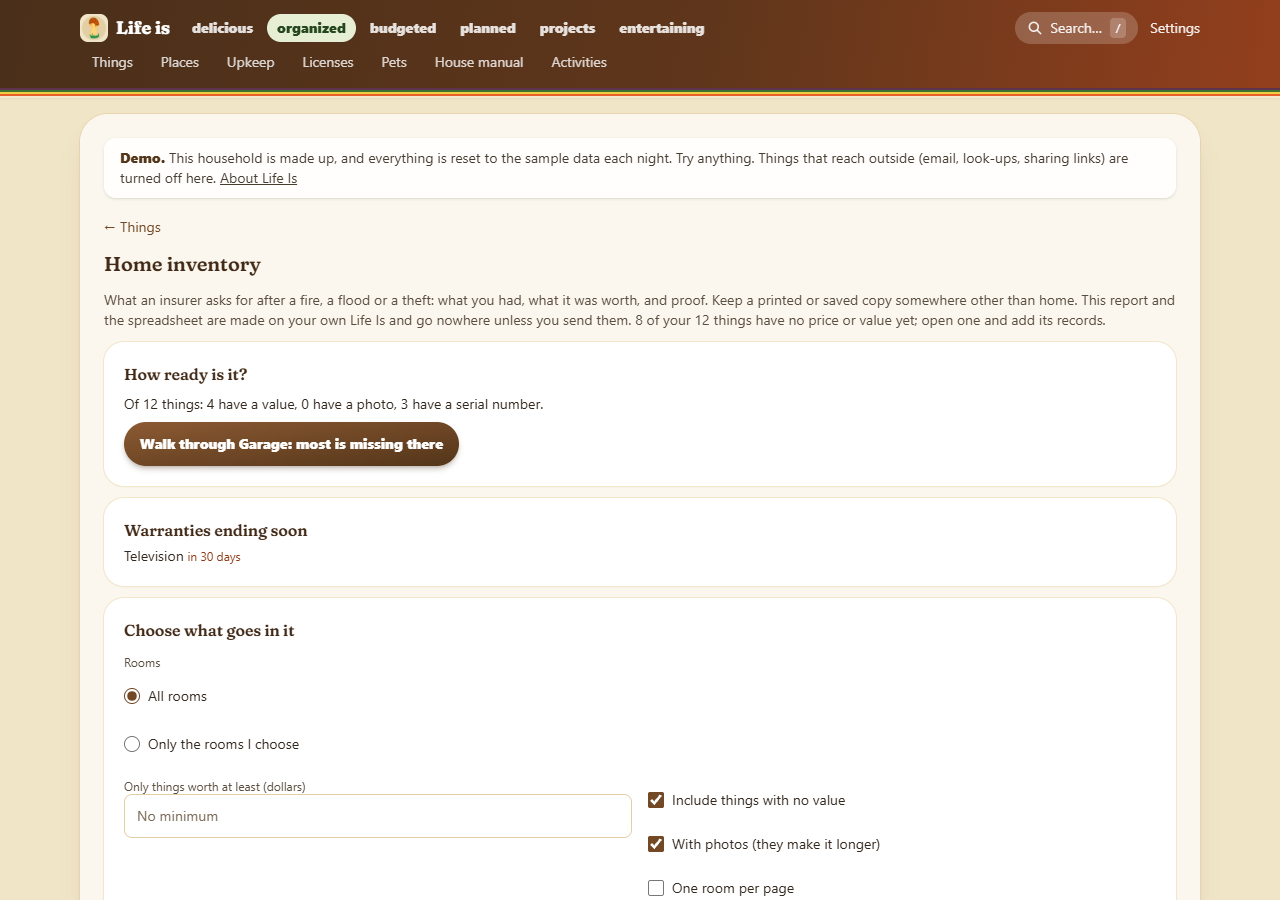 Life is
delicious
organized
budgeted
planned
projects
entertaining
Search...
/
Settings
Things
Places
Upkeep
Licenses
Pets
House manual
Activities
Demo. This household is made up, and everything is reset to the sample data each night. Try anything. Things that reach outside (email, look-ups, sharing links) are
turned off here. About Life Is
← Things
Home inventory
What an insurer asks for after a fire, a flood or a theft: what you had, what it was worth, and proof. Keep a printed or saved copy somewhere other than home. This report and
the spreadsheet are made on your own Life Is and go nowhere unless you send them. 8 of your 12 things have no price or value yet; open one and add its records.
How ready is it?
Of 12 things: 4 have a value, 0 have a photo, 3 have a serial number.
Walk through Garage: most is missing there
Warranties ending soon
Television in 30 days
Choose what goes in it
Rooms
All rooms
Only the rooms I choose
Only things worth at least (dollars)
No minimum
Include things with no value
With photos (they make it longer)
One room per page